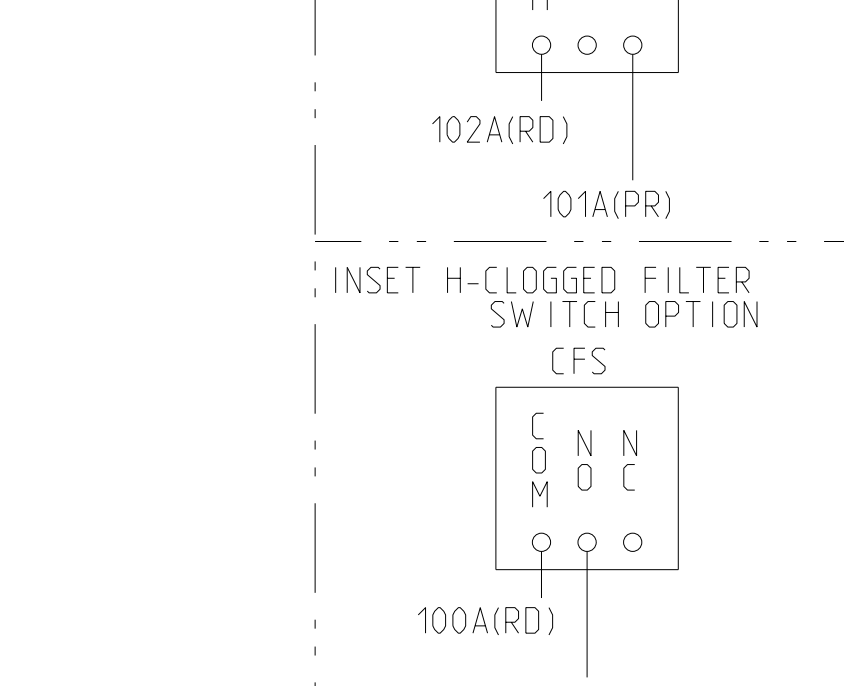 102A(RD)
101A(PR)
INSET H-CLOGGED FILTER
SWITCH OPTION
CFS
COM NO NC
100A(RD)